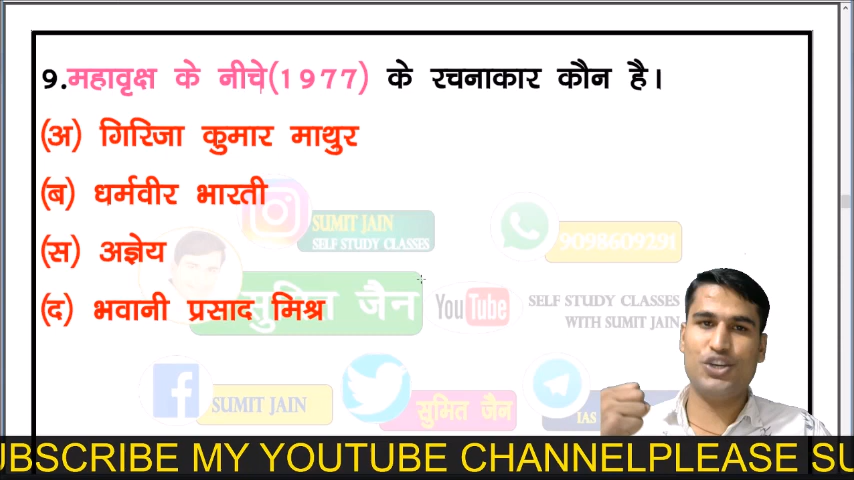 9.महावृक्ष के नीचे(1977) के रचनाकार कौन है।
(अ) गिरिजा कुमार माथुर
(ब) धर्मवीर भारती
SUMIT JAIN
SELF STUDY CLASSES
9098609291
(स) अज्ञेय
सुमित जैन
YouTube
SELF STUDY CLASSES
WITH SUMIT JAIN
(द) भवानी प्रसाद मिश्र
SUMIT JAIN
सुमित जैन
IAS
UBSCRIBE MY YOUTUBE CHANNELPLEASE SU